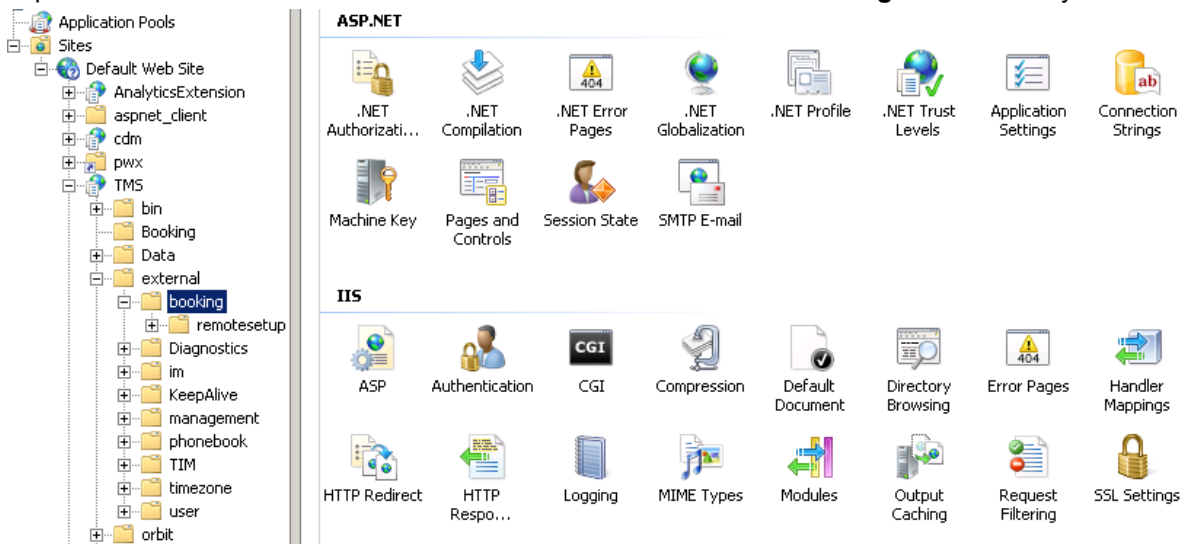 Application Pools
Sites
Default Web Site
AnalyticsExtension
aspnet_client
cdm
pwx
TMS
bin
Booking
Data
external
booking
remotesetup
Diagnostics
im
KeepAlive
management
phonebook
TIM
timezone
user
orbit
ASP.NET
404
ab
.NET .NET .NET Error .NET .NET Profile .NET Trust Application Connection
Authorizati... Compilation Pages Globalization Levels Settings Strings
Machine Key Pages and Session State SMTP E-mail
Controls
IIS
CGI
404
ASP Authentication CGI Compression Default Directory Error Pages Handler
Document Browsing Mappings
HTTP Redirect HTTP Logging MIME Types Modules Output Request SSL Settings
Respo... Caching Filtering